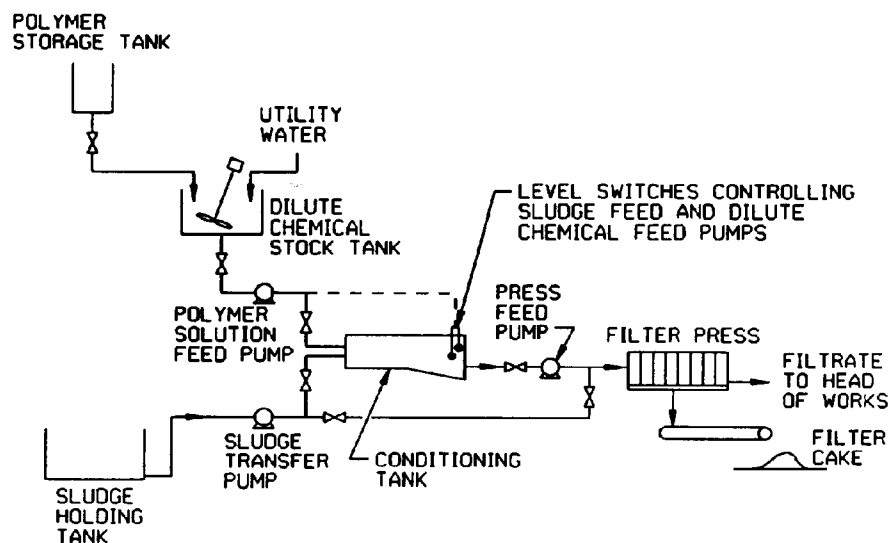 POLYMER
STORAGE TANK
UTILITY
WATER
DILUTE
CHEMICAL
STOCK TANK
LEVEL SWITCHES CONTROLLING
SLUDGE FEED AND DILUTE
CHEMICAL FEED PUMPS
POLYMER
SOLUTION
FEED PUMP
PRESS
FEED
PUMP
FILTER PRESS
FILTRATE
TO HEAD
OF WORKS
SLUDGE
TRANSFER
PUMP
CONDITIONING
TANK
FILTER
CAKE
SLUDGE
HOLDING
TANK